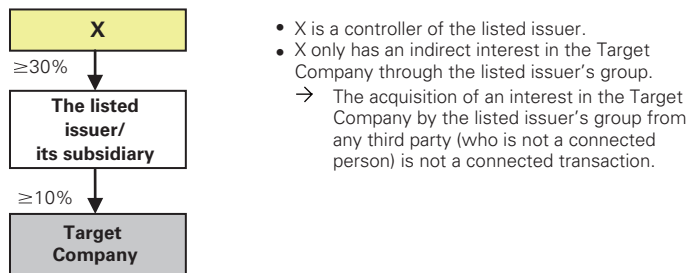 X
≥30%
The listed
issuer/
its subsidiary
≥10%
Target
Company
• X is a controller of the listed issuer.
• X only has an indirect interest in the Target
Company through the listed issuer's group.
→ The acquisition of an interest in the Target
Company by the listed issuer's group from
any third party (who is not a connected
person) is not a connected transaction.